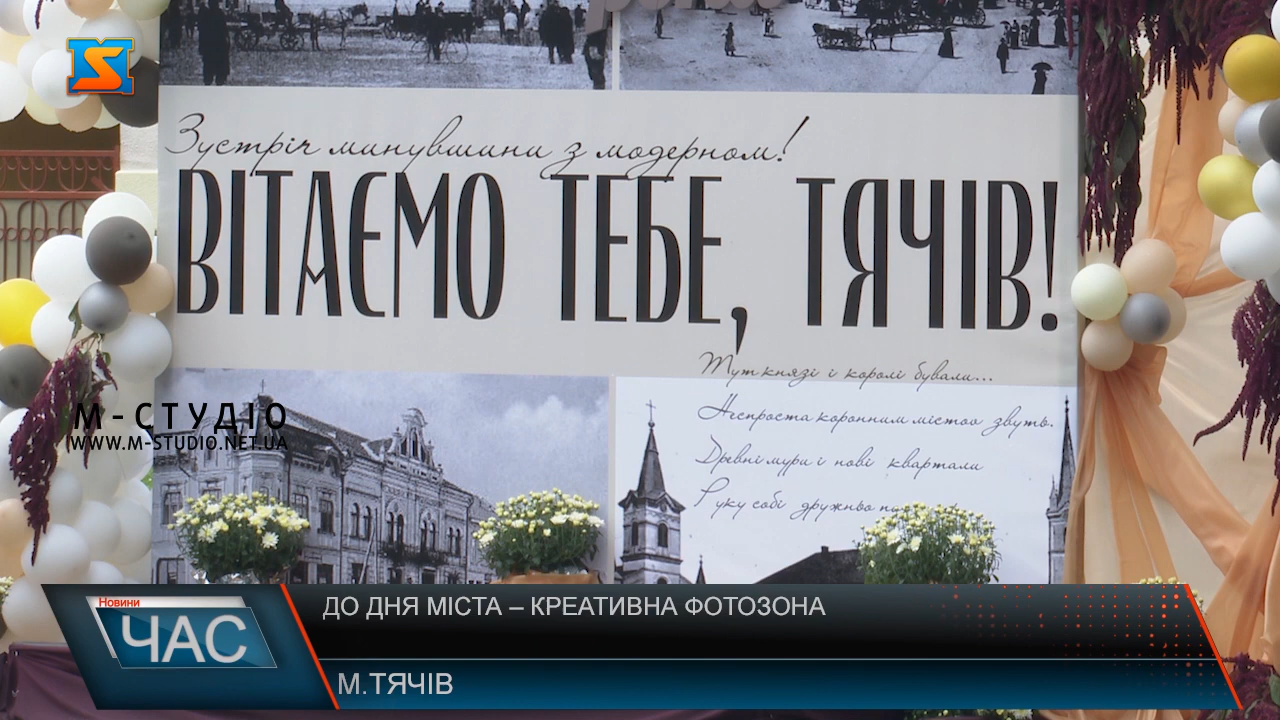 Зустріч минувшини з модерном!
ВІТАЄМО ТЕБЕ, ТЯЧІВ!
Тут князі і королі бували...
Неспроста коронним містом звуть.
Древні мури і нові квартали
Руку собі дружньо
М-СТУДІО
WWW.M-STUDIO.NET.UA
Новини
ЧАС
ДО ДНЯ МІСТА – КРЕАТИВНА ФОТОЗОНА
М.ТЯЧІВ